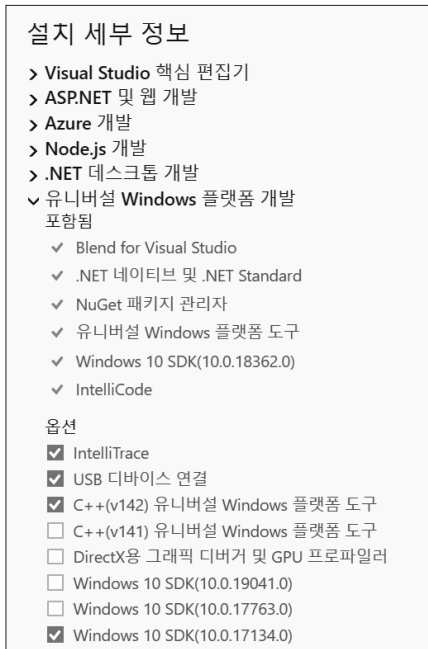 설치 세부 정보
Visual Studio 핵심 편집기
ASP.NET 및 웹 개발
Azure 개발
Node.js 개발
.NET 데스크톱 개발
유니버설 Windows 플랫폼 개발
포함됨
Blend for Visual Studio
.NET 네이티브 및 .NET Standard
NuGet 패키지 관리자
유니버설 Windows 플랫폼 도구
Windows 10 SDK(10.0.18362.0)
IntelliCode
옵션
IntelliTrace
USB 디바이스 연결
C++(v142) 유니버설 Windows 플랫폼 도구
C++(v141) 유니버설 Windows 플랫폼 도구
DirectX용 그래픽 디버거 및 GPU 프로파일러
Windows 10 SDK(10.0.19041.0)
Windows 10 SDK(10.0.17763.0)
Windows 10 SDK(10.0.17134.0)